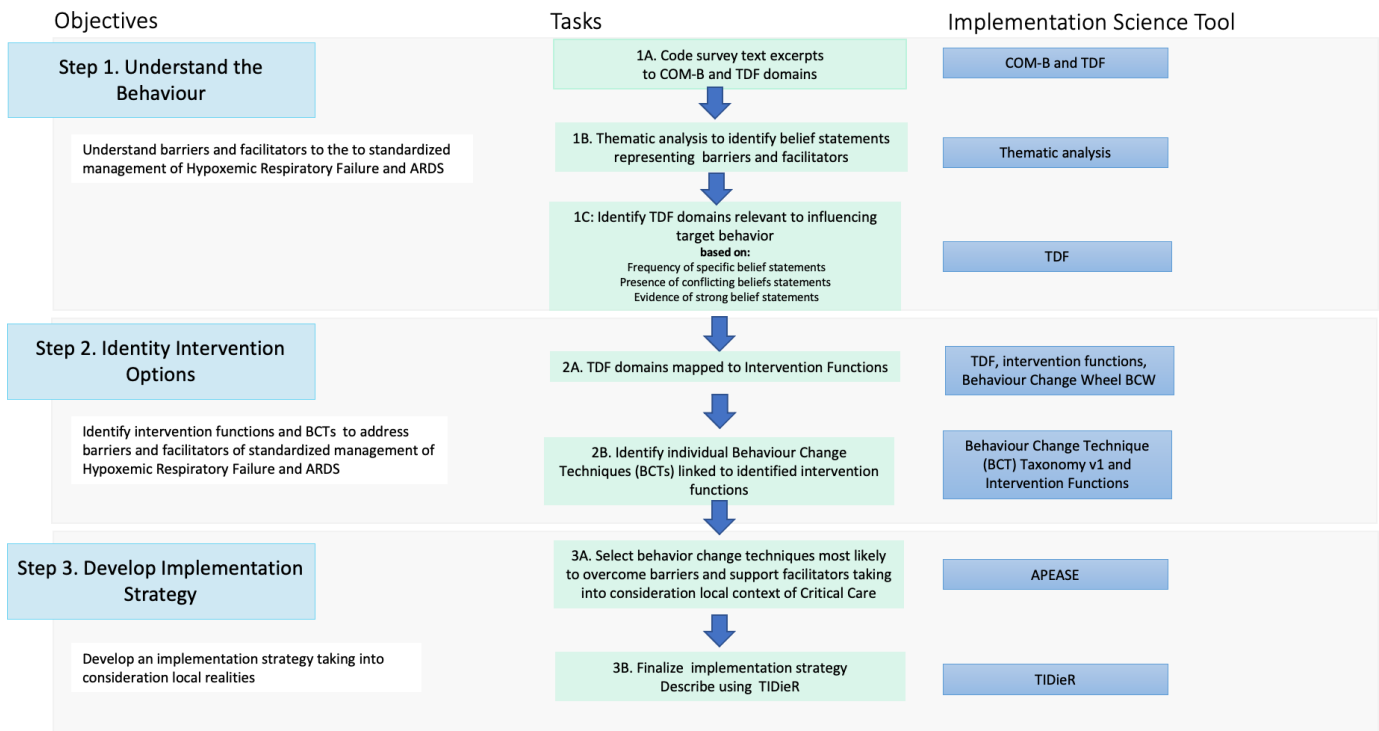 Objectives
Tasks
Implementation Science Tool
Step 1. Understand the
Behaviour
Understand barriers and facilitators to the to standardized
management of Hypoxemic Respiratory Failure and ARDS
1A. Code survey text excerpts
to COM-B and TDF domains
COM-B and TDF
1B. Thematic analysis to identify belief statements
representing barriers and facilitators
Thematic analysis
1C: Identify TDF domains relevant to influencing
target behavior
based on:
Frequency of specific belief statements
Presence of conflicting beliefs statements
Evidence of strong belief statements
TDF
Step 2. Identity Intervention
Options
Identify intervention functions and BCTs to address
barriers and facilitators of standardized management of
Hypoxemic Respiratory Failure and ARDS
2A. TDF domains mapped to Intervention Functions
TDF, intervention functions,
Behaviour Change Wheel BCW
2B. Identify individual Behaviour Change
Techniques (BCTs) linked to identified intervention
functions
Behaviour Change Technique
(BCT) Taxonomy v1 and
Intervention Functions
Step 3. Develop Implementation
Strategy
Develop an implementation strategy taking into
consideration local realities
3A. Select behavior change techniques most likely
to overcome barriers and support facilitators taking
into consideration local context of Critical Care
APEASE
3B. Finalize implementation strategy
Describe using TIDieR
TIDieR